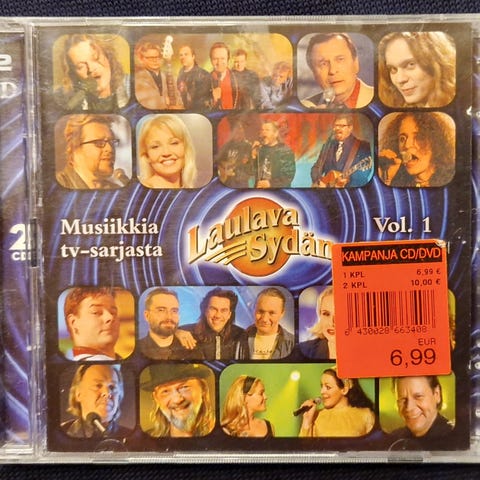 2
CD
Musiikkia
tv-sarjasta
Laulava
Sydän
Vol. 1
2
CD
KAMPANJA CD/DVD
1 KPL 6,99 €
2 KPL 10,00 €
6 430028 663408
EUR
6,99